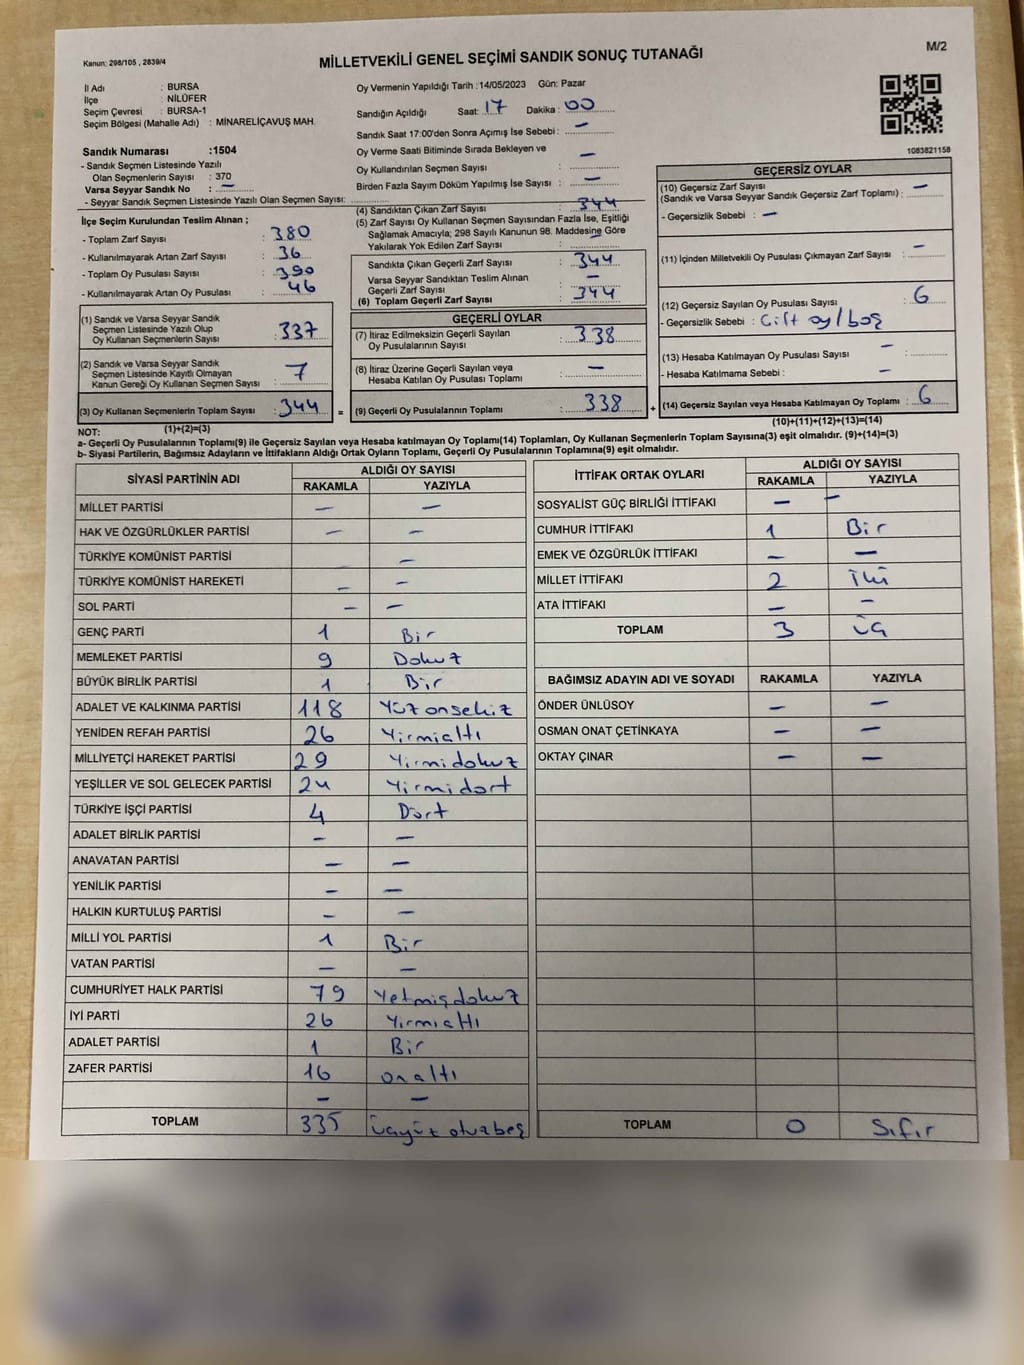 M/2
Kanun: 298/105 , 2839/4
MİLLETVEKİLİ GENEL SEÇİMİ SANDIK SONUÇ TUTANAĞI
İl Adı : BURSA
İlçe : NİLÜFER
Seçim Çevresi : BURSA-1
Seçim Bölgesi (Mahalle Adı) : MİNARELİÇAVUŞ MAH.
Sandık Numarası :1504
- Sandık Seçmen Listesinde Yazılı
Olan Seçmenlerin Sayısı : 370
Varsa Seyyar Sandık No : —
- Seyyar Sandık Seçmen Listesinde Yazılı Olan Seçmen Sayısı:
Oy Vermenin Yapıldığı Tarih :14/05/2023 Gün: Pazar
Sandığın Açıldığı Saat: 17 Dakika : 00
Sandık Saat 17:00'den Sonra Açımış İse Sebebi : —
Oy Verme Saati Bitiminde Sırada Bekleyen ve
Oy Kullandırılan Seçmen Sayısı : —
Birden Fazla Sayım Döküm Yapılmış İse Sayısı : —
1083821158
İlçe Seçim Kurulundan Teslim Alınan ;
- Toplam Zarf Sayısı : 380
- Kullanılmayarak Artan Zarf Sayısı : 36
- Toplam Oy Pusulası Sayısı : 390
- Kullanılmayarak Artan Oy Pusulası : 46
(1) Sandık ve Varsa Seyyar Sandık
Seçmen Listesinde Yazılı Olup
Oy Kullanan Seçmenlerin Sayısı : 337
(2) Sandık ve Varsa Seyyar Sandık
Seçmen Listesinde Kayıtlı Olmayan
Kanun Gereği Oy Kullanan Seçmen Sayısı : 7
(3) Oy Kullanan Seçmenlerin Toplam Sayısı : 344
(1)+(2)=(3)
(4) Sandıktan Çıkan Zarf Sayısı : 344
(5) Zarf Sayısı Oy Kullanan Seçmen Sayısından Fazla İse, Eşitliği
Sağlamak Amacıyla; 298 Sayılı Kanunun 98. Maddesine Göre
Yakılarak Yok Edilen Zarf Sayısı : —
Sandıkta Çıkan Geçerli Zarf Sayısı : 344
Varsa Seyyar Sandıktan Teslim Alınan
Geçerli Zarf Sayısı : —
(6) Toplam Geçerli Zarf Sayısı : 344
GEÇERLİ OYLAR
(7) İtiraz Edilmeksizin Geçerli Sayılan
Oy Pusulalarının Sayısı : 338
(8) İtiraz Üzerine Geçerli Sayılan veya
Hesaba Katılan Oy Pusulası Toplamı : —
= (9) Geçerli Oy Pusulalarının Toplamı : 338 +
GEÇERSİZ OYLAR
(10) Geçersiz Zarf Sayısı
(Sandık ve Varsa Seyyar Sandık Geçersiz Zarf Toplamı) : —
- Geçersizlik Sebebi : —
(11) İçinden Milletvekili Oy Pusulası Çıkmayan Zarf Sayısı : —
(12) Geçersiz Sayılan Oy Pusulası Sayısı : 6
- Geçersizlik Sebebi : Çift oy/boş
(13) Hesaba Katılmayan Oy Pusulası Sayısı : —
- Hesaba Katılmama Sebebi : —
(14) Geçersiz Sayılan veya Hesaba Katılmayan Oy Toplamı : 6
(10)+(11)+(12)+(13)=(14)
NOT:
a- Geçerli Oy Pusulalarının Toplamı(9) ile Geçersiz Sayılan veya Hesaba katılmayan Oy Toplamı(14) Toplamları, Oy Kullanan Seçmenlerin Toplam Sayısına(3) eşit olmalıdır. (9)+(14)=(3)
b- Siyasi Partilerin, Bağımsız Adayların ve İttifakların Aldığı Ortak Oyların Toplamı, Geçerli Oy Pusulalarının Toplamına(9) eşit olmalıdır.
SİYASİ PARTİNİN ADI ALDIĞI OY SAYISI
RAKAMLA YAZIYLA
MİLLET PARTİSİ — —
HAK VE ÖZGÜRLÜKLER PARTİSİ — —
TÜRKİYE KOMÜNİST PARTİSİ —
TÜRKİYE KOMÜNİST HAREKETİ — —
SOL PARTİ — —
GENÇ PARTİ 1 Bir
MEMLEKET PARTİSİ 9 Dokuz
BÜYÜK BİRLİK PARTİSİ 1 Bir
ADALET VE KALKINMA PARTİSİ 118 Yüzonsekiz
YENİDEN REFAH PARTİSİ 26 Yirmialtı
MİLLİYETÇİ HAREKET PARTİSİ 29 Yirmidokuz
YEŞİLLER VE SOL GELECEK PARTİSİ 24 Yirmidört
TÜRKİYE İŞÇİ PARTİSİ 4 Dört
ADALET BİRLİK PARTİSİ — —
ANAVATAN PARTİSİ — —
YENİLİK PARTİSİ — —
HALKIN KURTULUŞ PARTİSİ — —
MİLLİ YOL PARTİSİ 1 Bir
VATAN PARTİSİ — —
CUMHURİYET HALK PARTİSİ 79 Yetmişdokuz
İYİ PARTİ 26 Yirmialtı
ADALET PARTİSİ 1 Bir
ZAFER PARTİSİ 16 onaltı
— —
TOPLAM 335 üçyüz otuzbeş
İTTİFAK ORTAK OYLARI ALDIĞI OY SAYISI
RAKAMLA YAZIYLA
SOSYALİST GÜÇ BİRLİĞİ İTTİFAKI — —
CUMHUR İTTİFAKI 1 Bir
EMEK VE ÖZGÜRLÜK İTTİFAKI — —
MİLLET İTTİFAKI 2 İki
ATA İTTİFAKI — —
TOPLAM 3 üç
BAĞIMSIZ ADAYIN ADI VE SOYADI RAKAMLA YAZIYLA
ÖNDER ÜNLÜSOY — —
OSMAN ONAT ÇETİNKAYA — —
OKTAY ÇINAR — —
TOPLAM 0 Sıfır